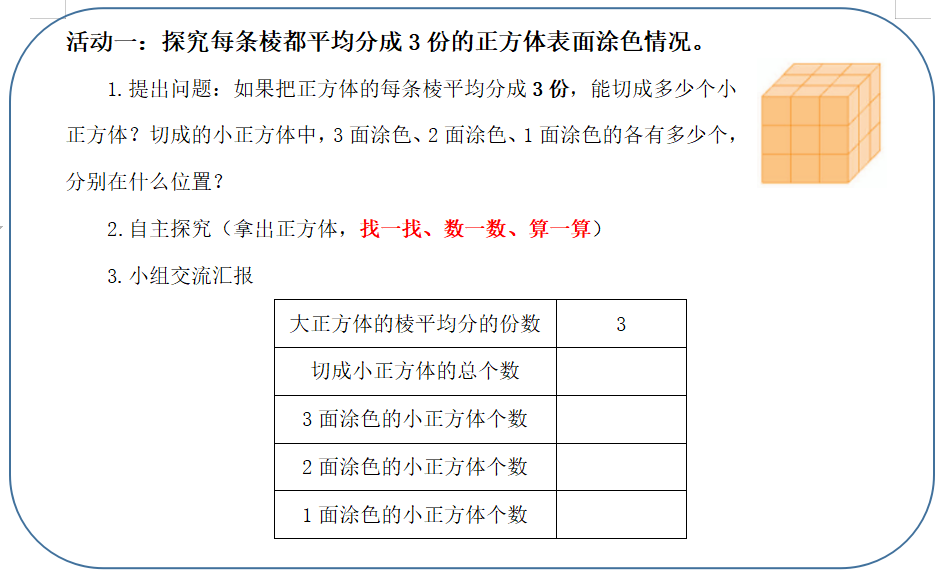 活动一：探究每条棱都平均分成 3 份的正方体表面涂色情况。
1.提出问题：如果把正方体的每条棱平均分成 3 份，能切成多少个小
正方体？切成的小正方体中，3 面涂色、2 面涂色、1 面涂色的各有多少个，
分别在什么位置？
2.自主探究（拿出正方体，找一找、数一数、算一算）
3.小组交流汇报
大正方体的棱平均分的份数 3
切成小正方体的总个数
3 面涂色的小正方体个数
2 面涂色的小正方体个数
1 面涂色的小正方体个数